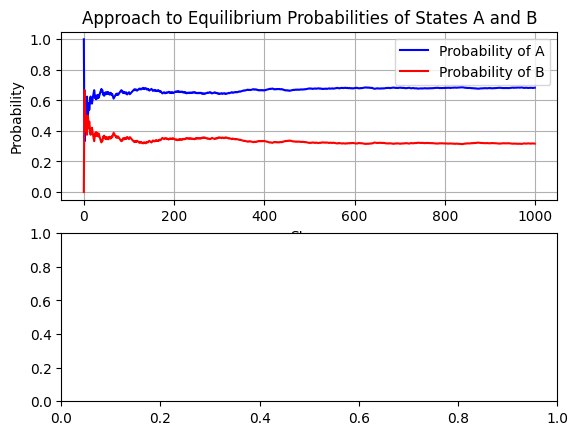 Approach to Equilibrium Probabilities of States A and B
1.0
0.8
0.6
0.4
0.2
0.0
Probability
Probability of A
Probability of B
0 200 400 600 800 1000
1.0
0.8
0.6
0.4
0.2
0.0
0.0 0.2 0.4 0.6 0.8 1.0